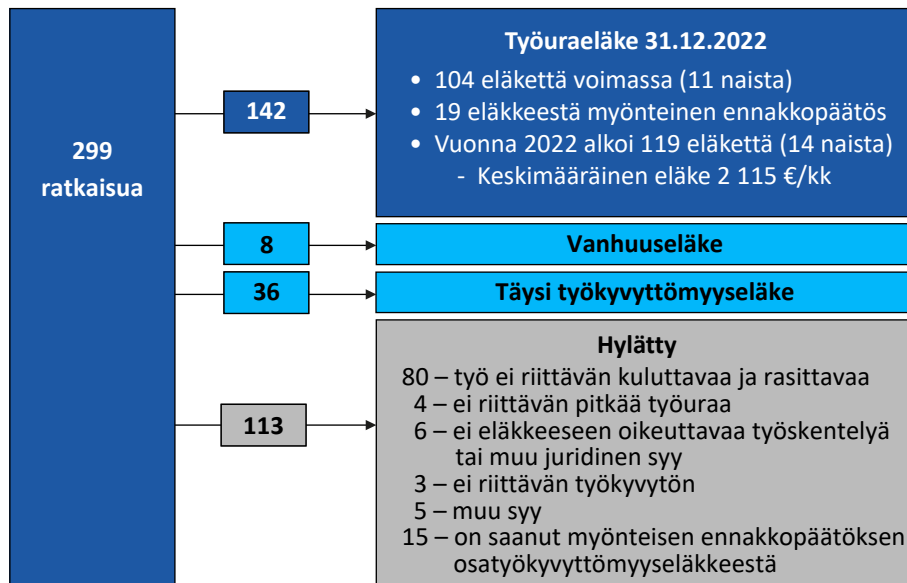 299
ratkaisua
142
Työuraeläke 31.12.2022
• 104 eläkettä voimassa (11 naista)
• 19 eläkkeestä myönteinen ennakkopäätös
• Vuonna 2022 alkoi 119 eläkettä (14 naista)
- Keskimääräinen eläke 2 115 €/kk
8
Vanhuuseläke
36
Täysi työkyvyttömyyseläke
113
Hylätty
80 – työ ei riittävän kuluttavaa ja rasittavaa
4 – ei riittävän pitkää työuraa
6 – ei eläkkeeseen oikeuttavaa työskentelyä
tai muu juridinen syy
3 – ei riittävän työkyvytön
5 – muu syy
15 – on saanut myönteisen ennakkopäätöksen
osatyökyvyttömyyseläkkeestä